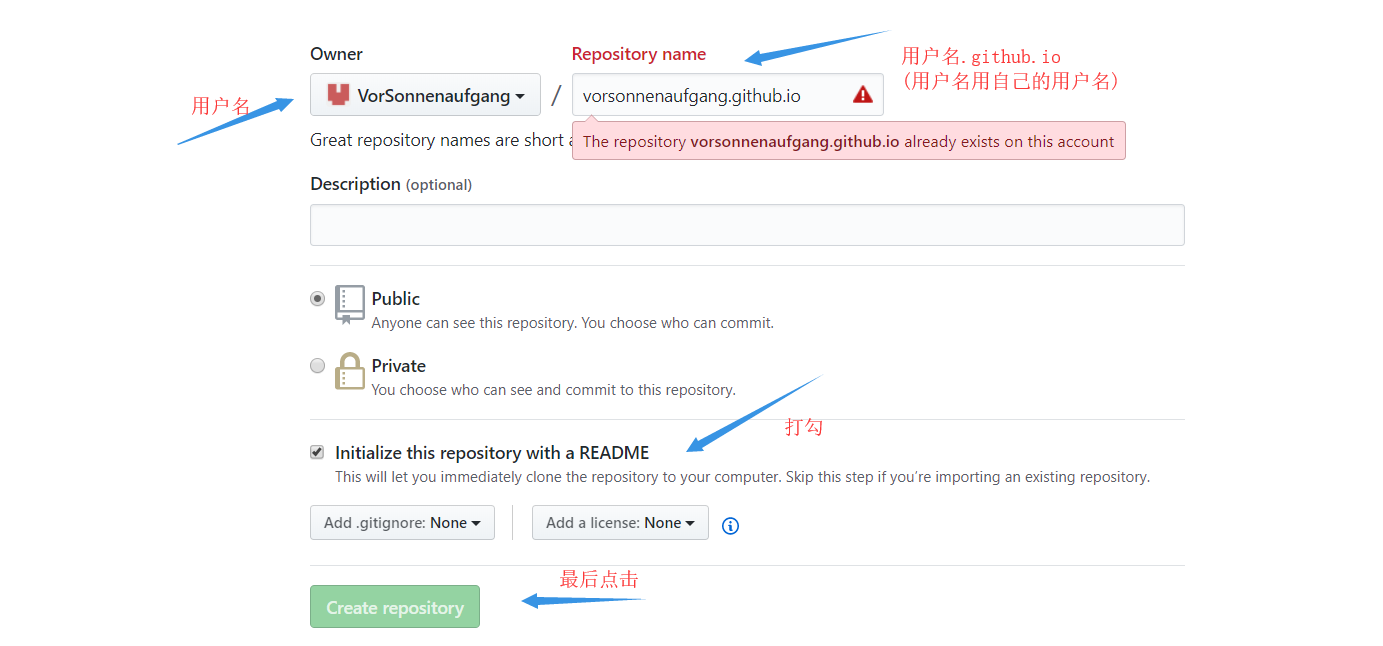 Owner
Repository name
用户名.github.io
(用户名用自己的用户名)
用户名
VorSonnenaufgang
/
vorsonnenaufgang.github.io
Great repository names are short
The repository vorsonnenaufgang.github.io already exists on this account
Description (optional)
Public
Anyone can see this repository. You choose who can commit.
Private
You choose who can see and commit to this repository.
打勾
Initialize this repository with a README
This will let you immediately clone the repository to your computer. Skip this step if you’re importing an existing repository.
Add .gitignore: None
Add a license: None
最后点击
Create repository